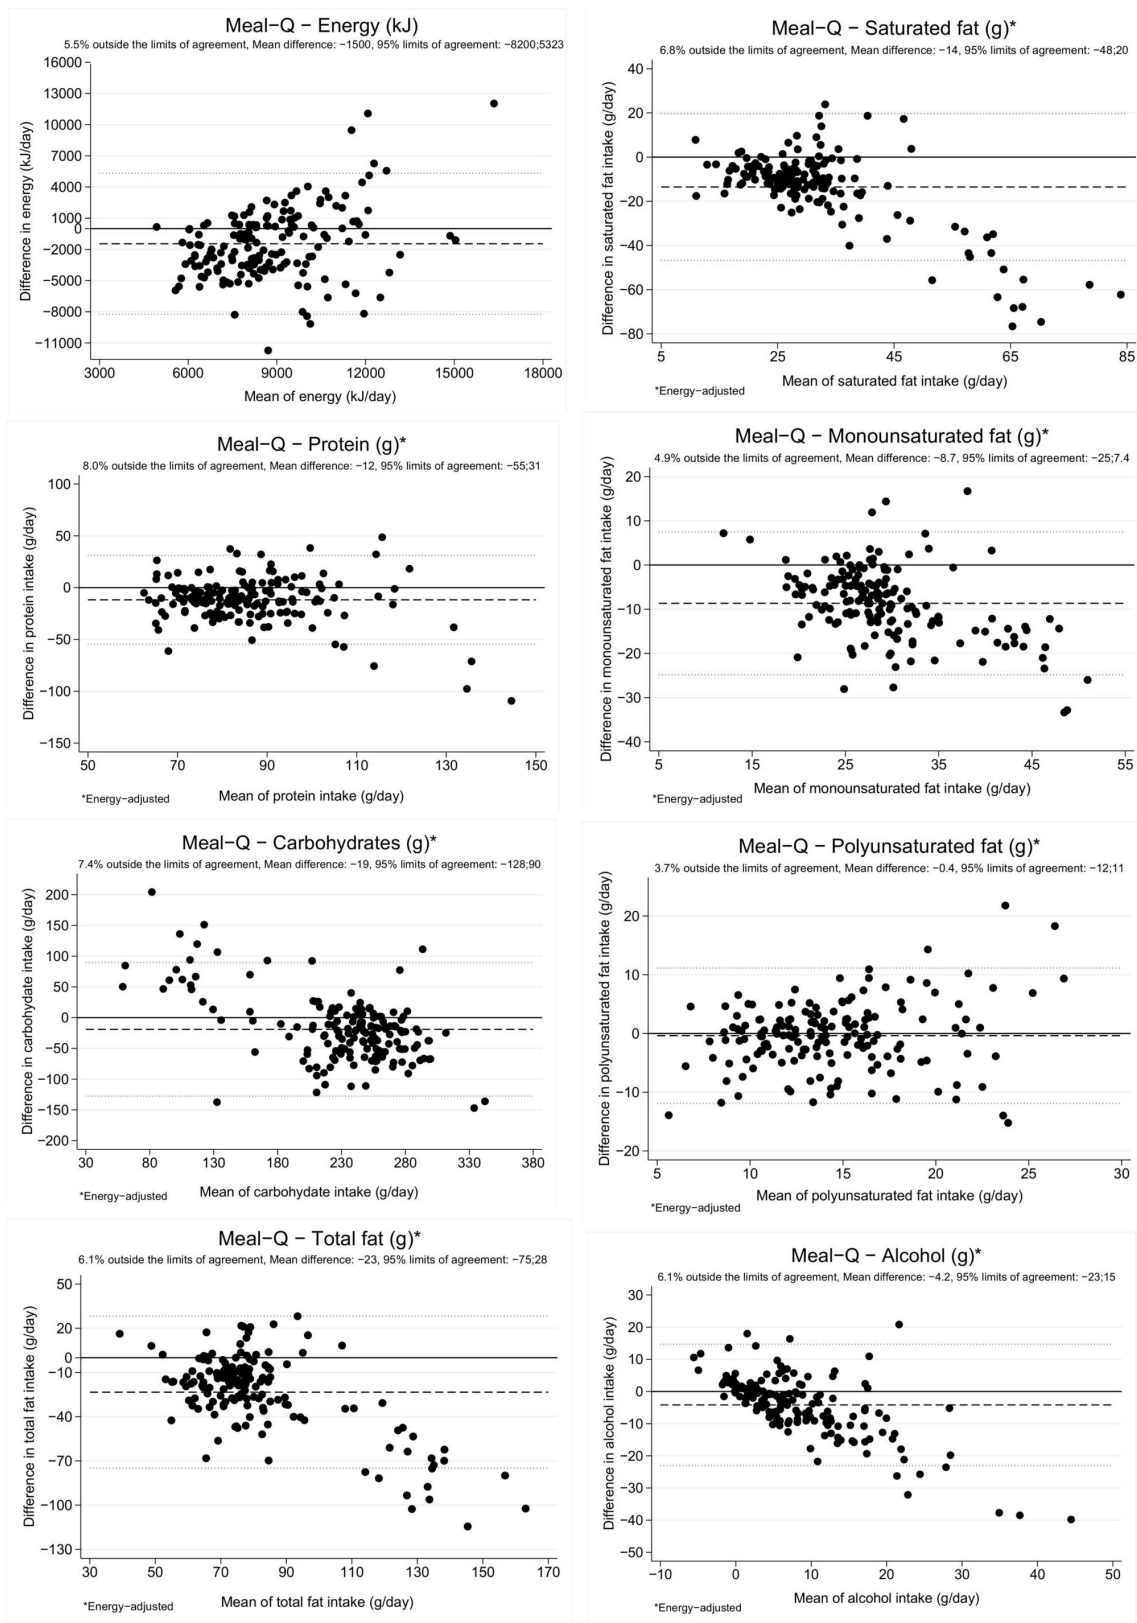 Meal−Q − Energy (kJ)
5.5% outside the limits of agreement, Mean difference: −1500, 95% limits of agreement: −8200;5323
Difference in energy (kJ/day)
16000
13000
10000
7000
4000
1000
0
−2000
−5000
−8000
−11000
3000 6000 9000 12000 15000 18000
Mean of energy (kJ/day)
Meal−Q − Saturated fat (g)*
6.8% outside the limits of agreement, Mean difference: −14, 95% limits of agreement: −48;20
Difference in saturated fat intake (g/day)
40
20
0
−20
−40
−60
−80
5 25 45 65 85
Mean of saturated fat intake (g/day)
*Energy−adjusted
Meal−Q − Protein (g)*
8.0% outside the limits of agreement, Mean difference: −12, 95% limits of agreement: −55;31
Difference in protein intake (g/day)
100
50
0
−50
−100
−150
50 70 90 110 130 150
*Energy−adjusted
Mean of protein intake (g/day)
Meal−Q − Monounsaturated fat (g)*
4.9% outside the limits of agreement, Mean difference: −8.7, 95% limits of agreement: −25;7.4
Difference in monounsaturated fat intake (g/day)
20
10
0
−10
−20
−30
−40
5 15 25 35 45 55
Mean of monounsaturated fat intake (g/day)
*Energy−adjusted
Meal−Q − Carbohydrates (g)*
7.4% outside the limits of agreement, Mean difference: −19, 95% limits of agreement: −128;90
Difference in carbohydrate intake (g/day)
200
150
100
50
0
−50
−100
−150
−200
30 80 130 180 230 280 330 380
*Energy−adjusted
Mean of carbohydate intake (g/day)
Meal−Q − Polyunsaturated fat (g)*
3.7% outside the limits of agreement, Mean difference: −0.4, 95% limits of agreement: −12;11
Difference in polyunsaturated fat intake (g/day)
20
10
0
−10
−20
5 10 15 20 25 30
Mean of polyunsaturated fat intake (g/day)
*Energy−adjusted
Meal−Q − Total fat (g)*
6.1% outside the limits of agreement, Mean difference: −23, 95% limits of agreement: −75;28
Difference in total fat intake (g/day)
50
20
0
−10
−40
−70
−100
−130
30 50 70 90 110 130 150 170
Mean of total fat intake (g/day)
*Energy−adjusted
Meal−Q − Alcohol (g)*
6.1% outside the limits of agreement, Mean difference: −4.2, 95% limits of agreement: −23;15
Difference in alcohol intake (g/day)
30
20
10
0
−10
−20
−30
−40
−50
−10 0 10 20 30 40 50
Mean of alcohol intake (g/day)
*Energy−adjusted